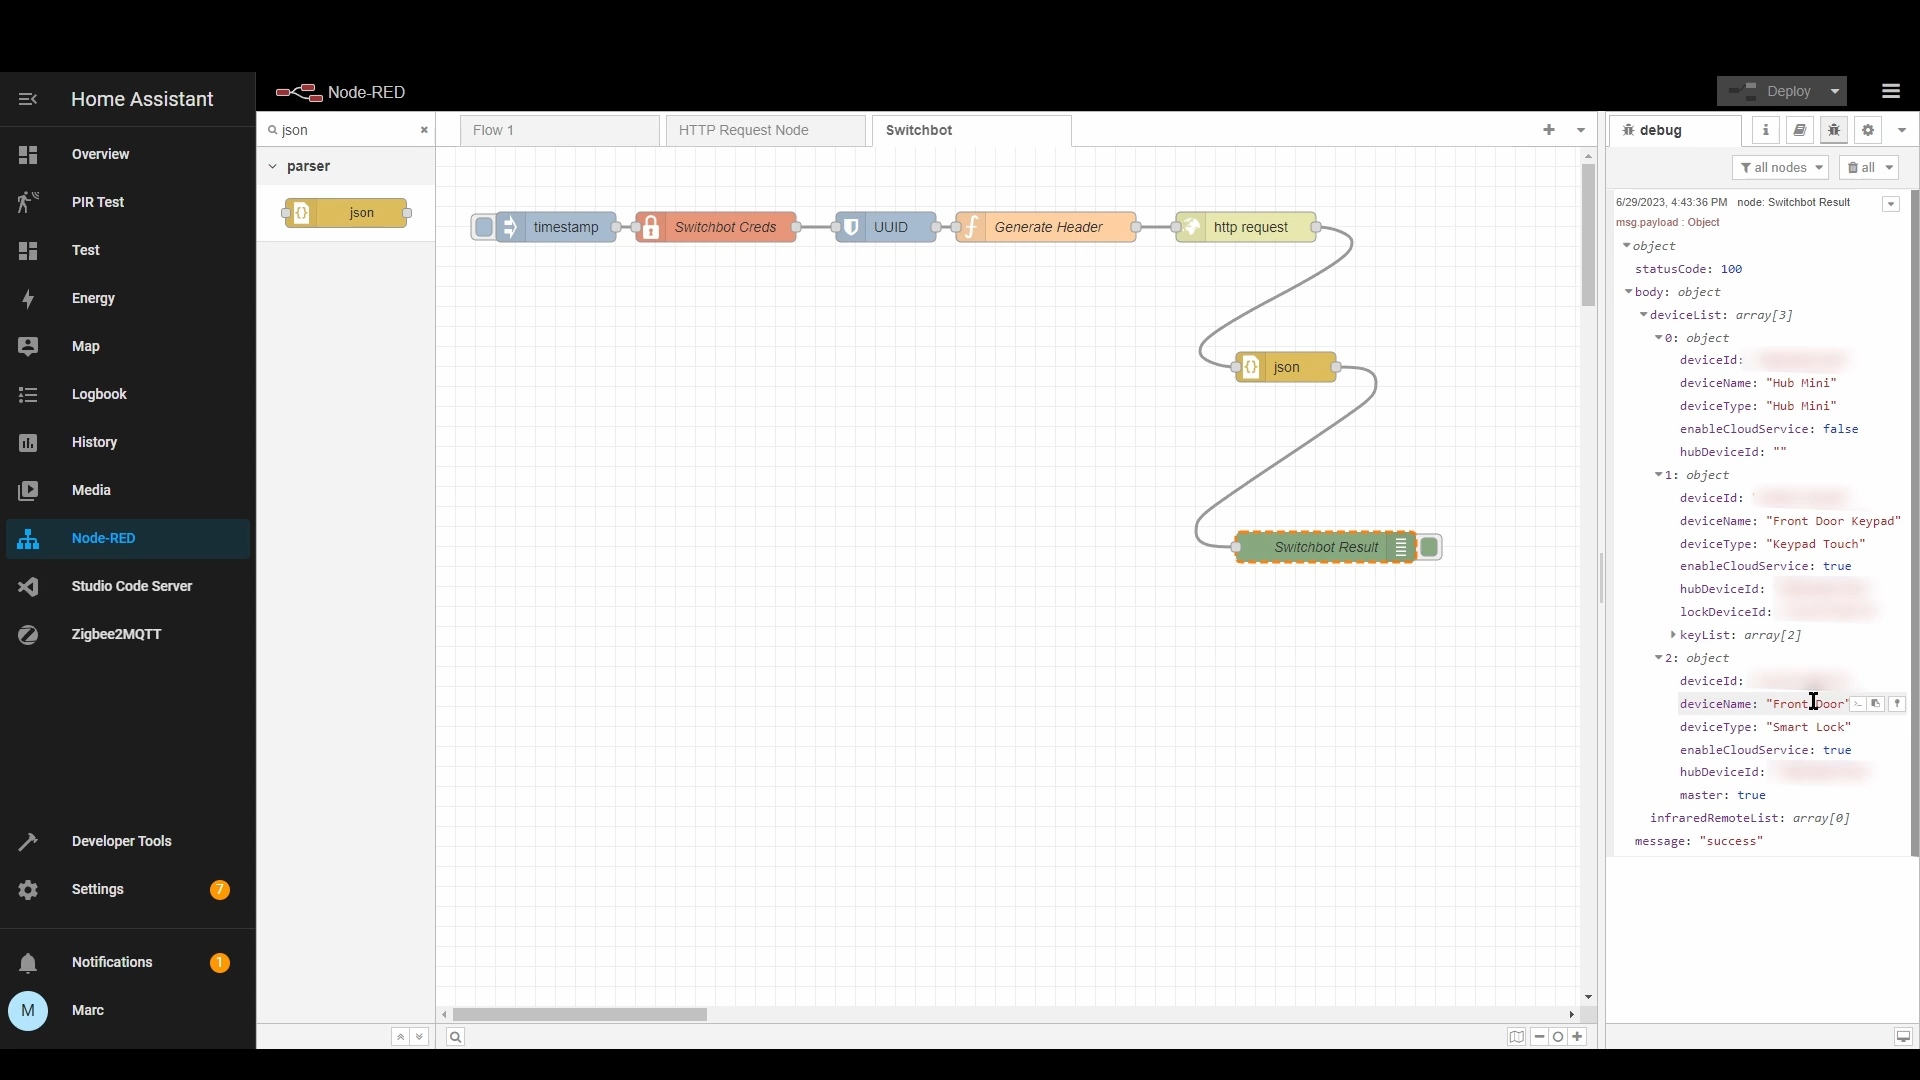 Home Assistant
Overview
PIR Test
Test
Energy
Map
Logbook
History
Media
Node-RED
Studio Code Server
Zigbee2MQTT
Developer Tools
Settings
7
Notifications
1
M
Marc
Node-RED
Deploy
json
parser
json
Flow 1
HTTP Request Node
Switchbot
timestamp
Switchbot Creds
UUID
Generate Header
http request
json
Switchbot Result
debug
all nodes
all
6/29/2023, 4:43:36 PM node: Switchbot Result
msg.payload : Object
object
statusCode: 100
body: object
deviceList: array[3]
0: object
deviceId:
deviceName: "Hub Mini"
deviceType: "Hub Mini"
enableCloudService: false
hubDeviceId: ""
1: object
deviceId:
deviceName: "Front Door Keypad"
deviceType: "Keypad Touch"
enableCloudService: true
hubDeviceId:
lockDeviceId:
keyList: array[2]
2: object
deviceId:
deviceName: "Front Door"
deviceType: "Smart Lock"
enableCloudService: true
hubDeviceId:
master: true
infraredRemoteList: array[0]
message: "success"